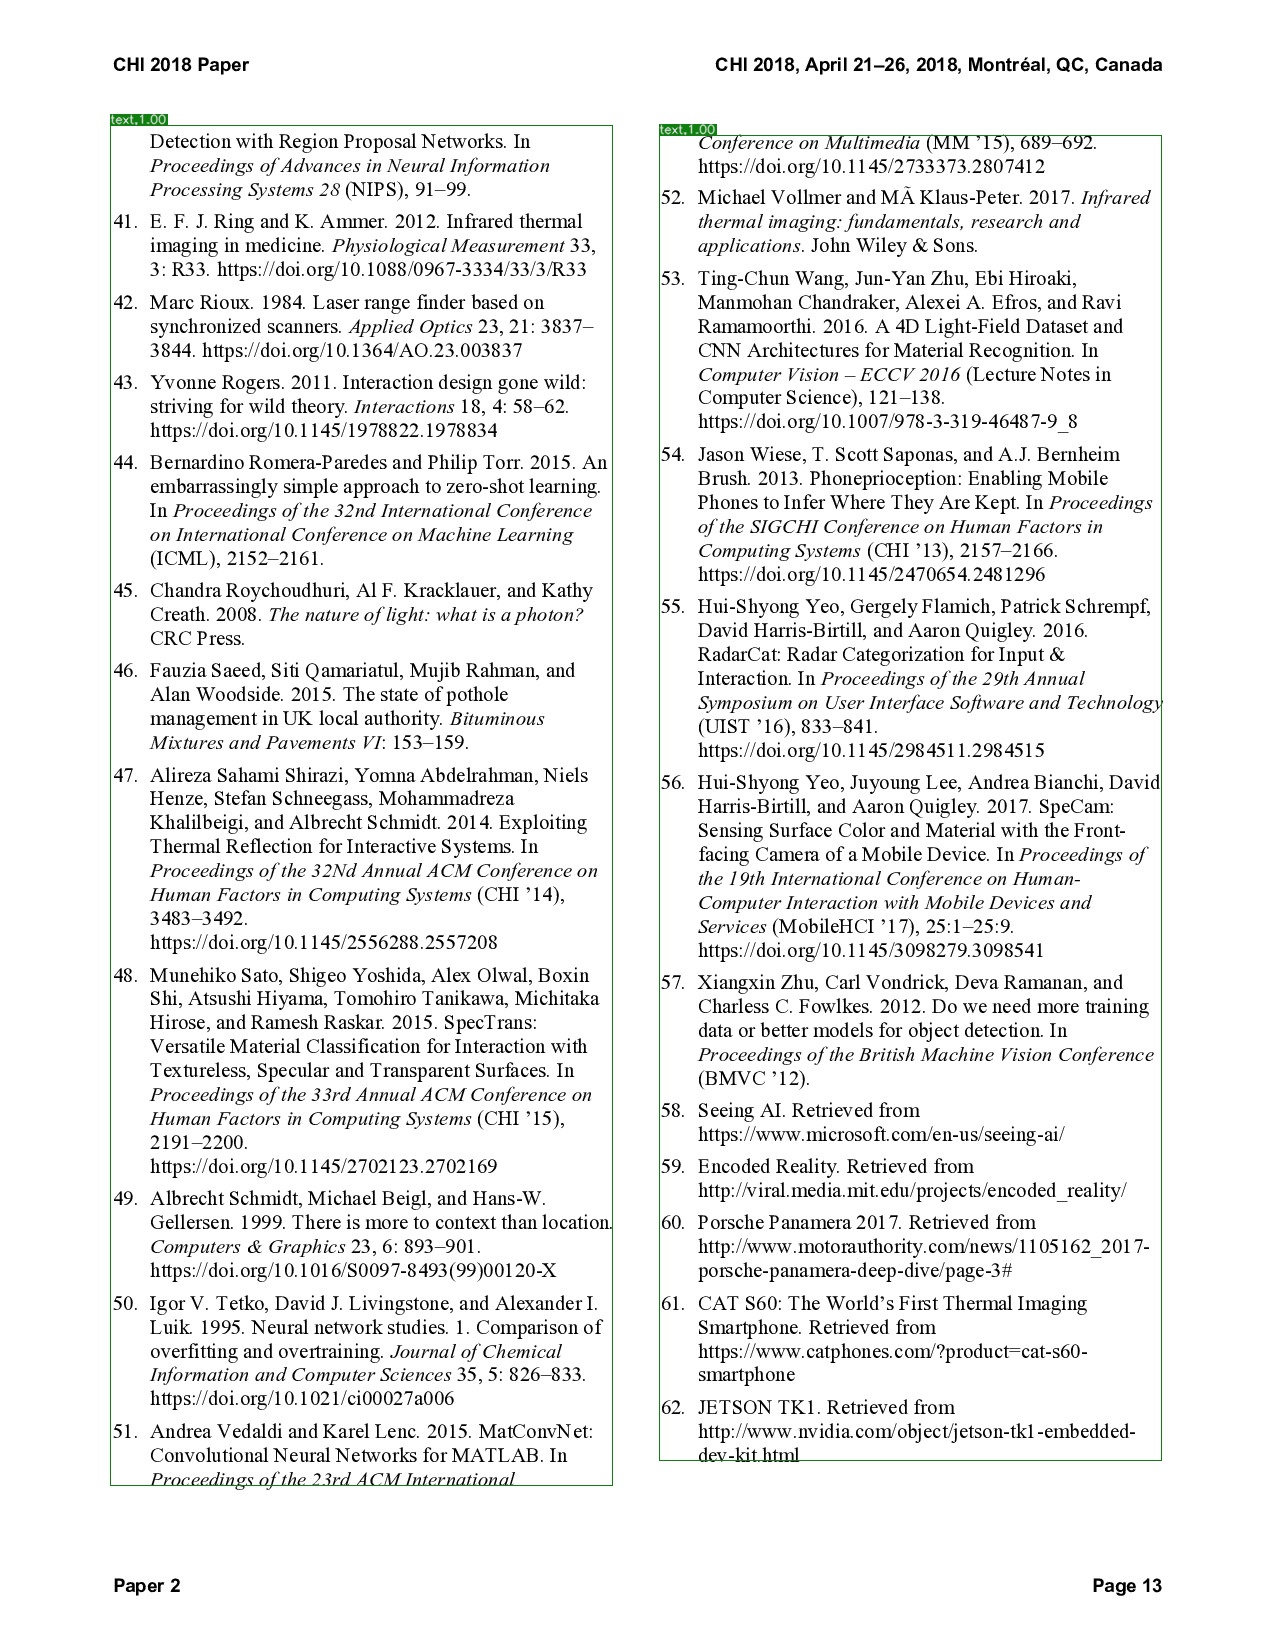 CHI 2018 Paper
CHI 2018, April 21–26, 2018, Montréal, QC, Canada
text,1.00
Detection with Region Proposal Networks. In
Proceedings of Advances in Neural Information
Processing Systems 28 (NIPS), 91–99.
41. E. F. J. Ring and K. Ammer. 2012. Infrared thermal
imaging in medicine. Physiological Measurement 33,
3: R33. https://doi.org/10.1088/0967-3334/33/3/R33
42. Marc Rioux. 1984. Laser range finder based on
synchronized scanners. Applied Optics 23, 21: 3837–
3844. https://doi.org/10.1364/AO.23.003837
43. Yvonne Rogers. 2011. Interaction design gone wild:
striving for wild theory. Interactions 18, 4: 58–62.
https://doi.org/10.1145/1978822.1978834
44. Bernardino Romera-Paredes and Philip Torr. 2015. An
embarrassingly simple approach to zero-shot learning.
In Proceedings of the 32nd International Conference
on International Conference on Machine Learning
(ICML), 2152–2161.
45. Chandra Roychoudhuri, Al F. Kracklauer, and Kathy
Creath. 2008. The nature of light: what is a photon?
CRC Press.
46. Fauzia Saeed, Siti Qamariatul, Mujib Rahman, and
Alan Woodside. 2015. The state of pothole
management in UK local authority. Bituminous
Mixtures and Pavements VI: 153–159.
47. Alireza Sahami Shirazi, Yomna Abdelrahman, Niels
Henze, Stefan Schneegass, Mohammadreza
Khalilbeigi, and Albrecht Schmidt. 2014. Exploiting
Thermal Reflection for Interactive Systems. In
Proceedings of the 32Nd Annual ACM Conference on
Human Factors in Computing Systems (CHI ’14),
3483–3492.
https://doi.org/10.1145/2556288.2557208
48. Munehiko Sato, Shigeo Yoshida, Alex Olwal, Boxin
Shi, Atsushi Hiyama, Tomohiro Tanikawa, Michitaka
Hirose, and Ramesh Raskar. 2015. SpecTrans:
Versatile Material Classification for Interaction with
Textureless, Specular and Transparent Surfaces. In
Proceedings of the 33rd Annual ACM Conference on
Human Factors in Computing Systems (CHI ’15),
2191–2200.
https://doi.org/10.1145/2702123.2702169
49. Albrecht Schmidt, Michael Beigl, and Hans-W.
Gellersen. 1999. There is more to context than location.
Computers & Graphics 23, 6: 893–901.
https://doi.org/10.1016/S0097-8493(99)00120-X
50. Igor V. Tetko, David J. Livingstone, and Alexander I.
Luik. 1995. Neural network studies. 1. Comparison of
overfitting and overtraining. Journal of Chemical
Information and Computer Sciences 35, 5: 826–833.
https://doi.org/10.1021/ci00027a006
51. Andrea Vedaldi and Karel Lenc. 2015. MatConvNet:
Convolutional Neural Networks for MATLAB. In
Proceedings of the 23rd ACM International
text,1.00
Conference on Multimedia (MM ’15), 689–692.
https://doi.org/10.1145/2733373.2807412
52. Michael Vollmer and MÃ Klaus-Peter. 2017. Infrared
thermal imaging: fundamentals, research and
applications. John Wiley & Sons.
53. Ting-Chun Wang, Jun-Yan Zhu, Ebi Hiroaki,
Manmohan Chandraker, Alexei A. Efros, and Ravi
Ramamoorthi. 2016. A 4D Light-Field Dataset and
CNN Architectures for Material Recognition. In
Computer Vision – ECCV 2016 (Lecture Notes in
Computer Science), 121–138.
https://doi.org/10.1007/978-3-319-46487-9_8
54. Jason Wiese, T. Scott Saponas, and A.J. Bernheim
Brush. 2013. Phoneprioception: Enabling Mobile
Phones to Infer Where They Are Kept. In Proceedings
of the SIGCHI Conference on Human Factors in
Computing Systems (CHI ’13), 2157–2166.
https://doi.org/10.1145/2470654.2481296
55. Hui-Shyong Yeo, Gergely Flamich, Patrick Schrempf,
David Harris-Birtill, and Aaron Quigley. 2016.
RadarCat: Radar Categorization for Input &
Interaction. In Proceedings of the 29th Annual
Symposium on User Interface Software and Technology
(UIST ’16), 833–841.
https://doi.org/10.1145/2984511.2984515
56. Hui-Shyong Yeo, Juyoung Lee, Andrea Bianchi, David
Harris-Birtill, and Aaron Quigley. 2017. SpeCam:
Sensing Surface Color and Material with the Front-
facing Camera of a Mobile Device. In Proceedings of
the 19th International Conference on Human-
Computer Interaction with Mobile Devices and
Services (MobileHCI ’17), 25:1–25:9.
https://doi.org/10.1145/3098279.3098541
57. Xiangxin Zhu, Carl Vondrick, Deva Ramanan, and
Charless C. Fowlkes. 2012. Do we need more training
data or better models for object detection. In
Proceedings of the British Machine Vision Conference
(BMVC ’12).
58. Seeing AI. Retrieved from
https://www.microsoft.com/en-us/seeing-ai/
59. Encoded Reality. Retrieved from
http://viral.media.mit.edu/projects/encoded_reality/
60. Porsche Panamera 2017. Retrieved from
http://www.motorauthority.com/news/1105162_2017-
porsche-panamera-deep-dive/page-3#
61. CAT S60: The World’s First Thermal Imaging
Smartphone. Retrieved from
https://www.catphones.com/?product=cat-s60-
smartphone
62. JETSON TK1. Retrieved from
http://www.nvidia.com/object/jetson-tk1-embedded-
dev-kit.html
Paper 2
Page 13